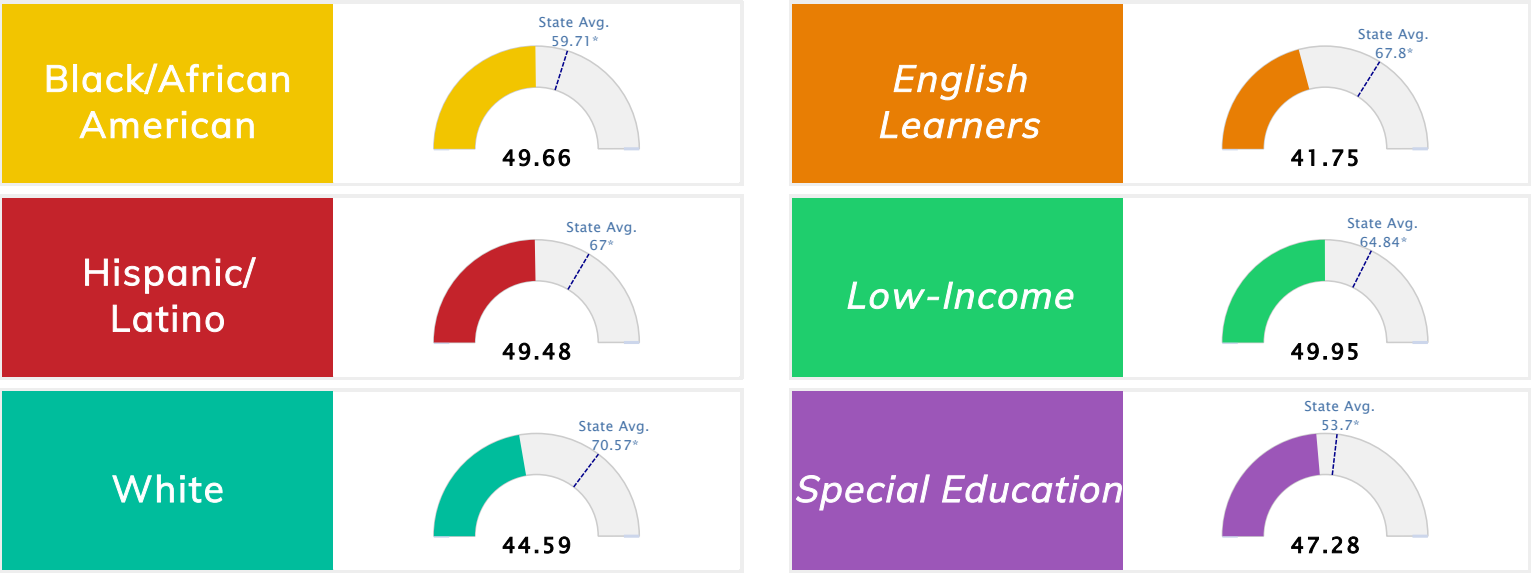 Black/African
American
State Avg.
59.71*
49.66
English
Learners
State Avg.
67.8*
41.75
Hispanic/
Latino
State Avg.
67*
49.48
Low-Income
State Avg.
64.84*
49.95
White
State Avg.
70.57*
44.59
Special Education
State Avg.
53.7*
47.28